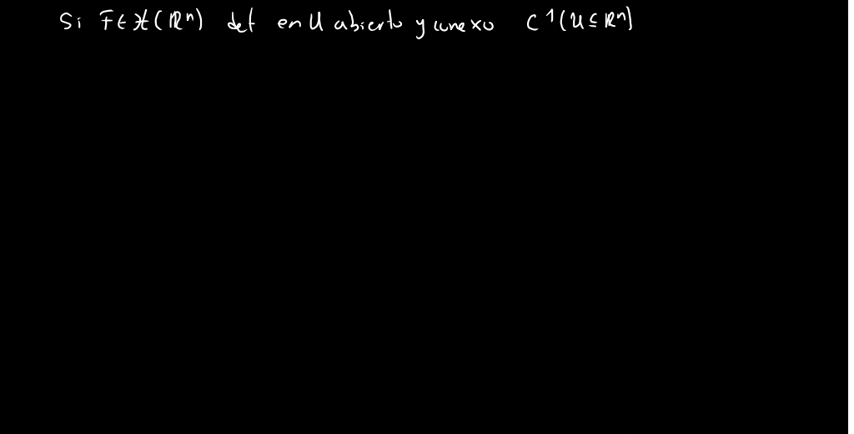 Si F ∈ 𝔛(ℝⁿ) def en U abierto y conexo C¹(U ⊆ ℝⁿ)